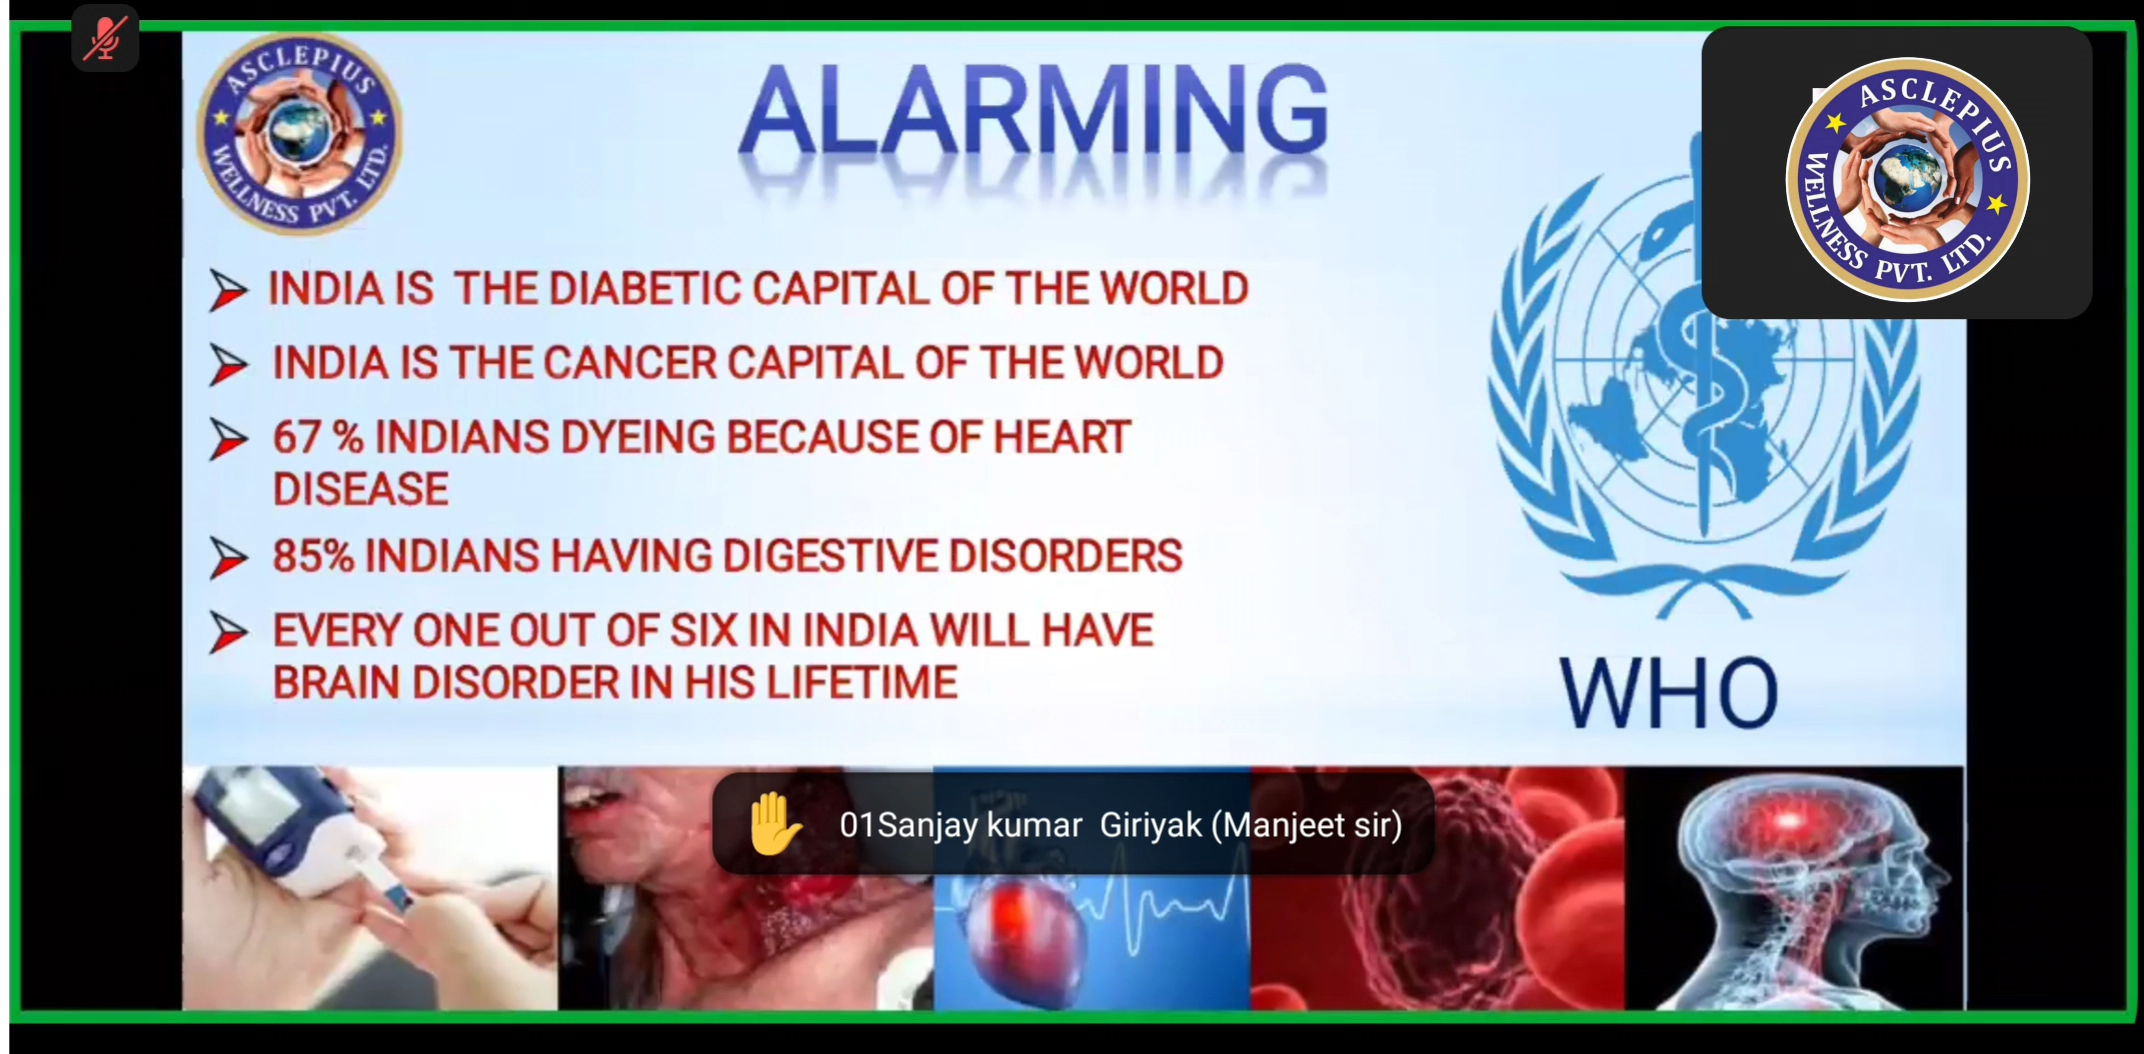 ASCLEPIUS
WELLNESS PVT. LTD.
ALARMING
ASCLEPIUS
WELLNESS PVT. LTD.
INDIA IS THE DIABETIC CAPITAL OF THE WORLD
INDIA IS THE CANCER CAPITAL OF THE WORLD
67 % INDIANS DYEING BECAUSE OF HEART
DISEASE
85% INDIANS HAVING DIGESTIVE DISORDERS
EVERY ONE OUT OF SIX IN INDIA WILL HAVE
BRAIN DISORDER IN HIS LIFETIME
WHO
01Sanjay kumar Giriyak (Manjeet sir)